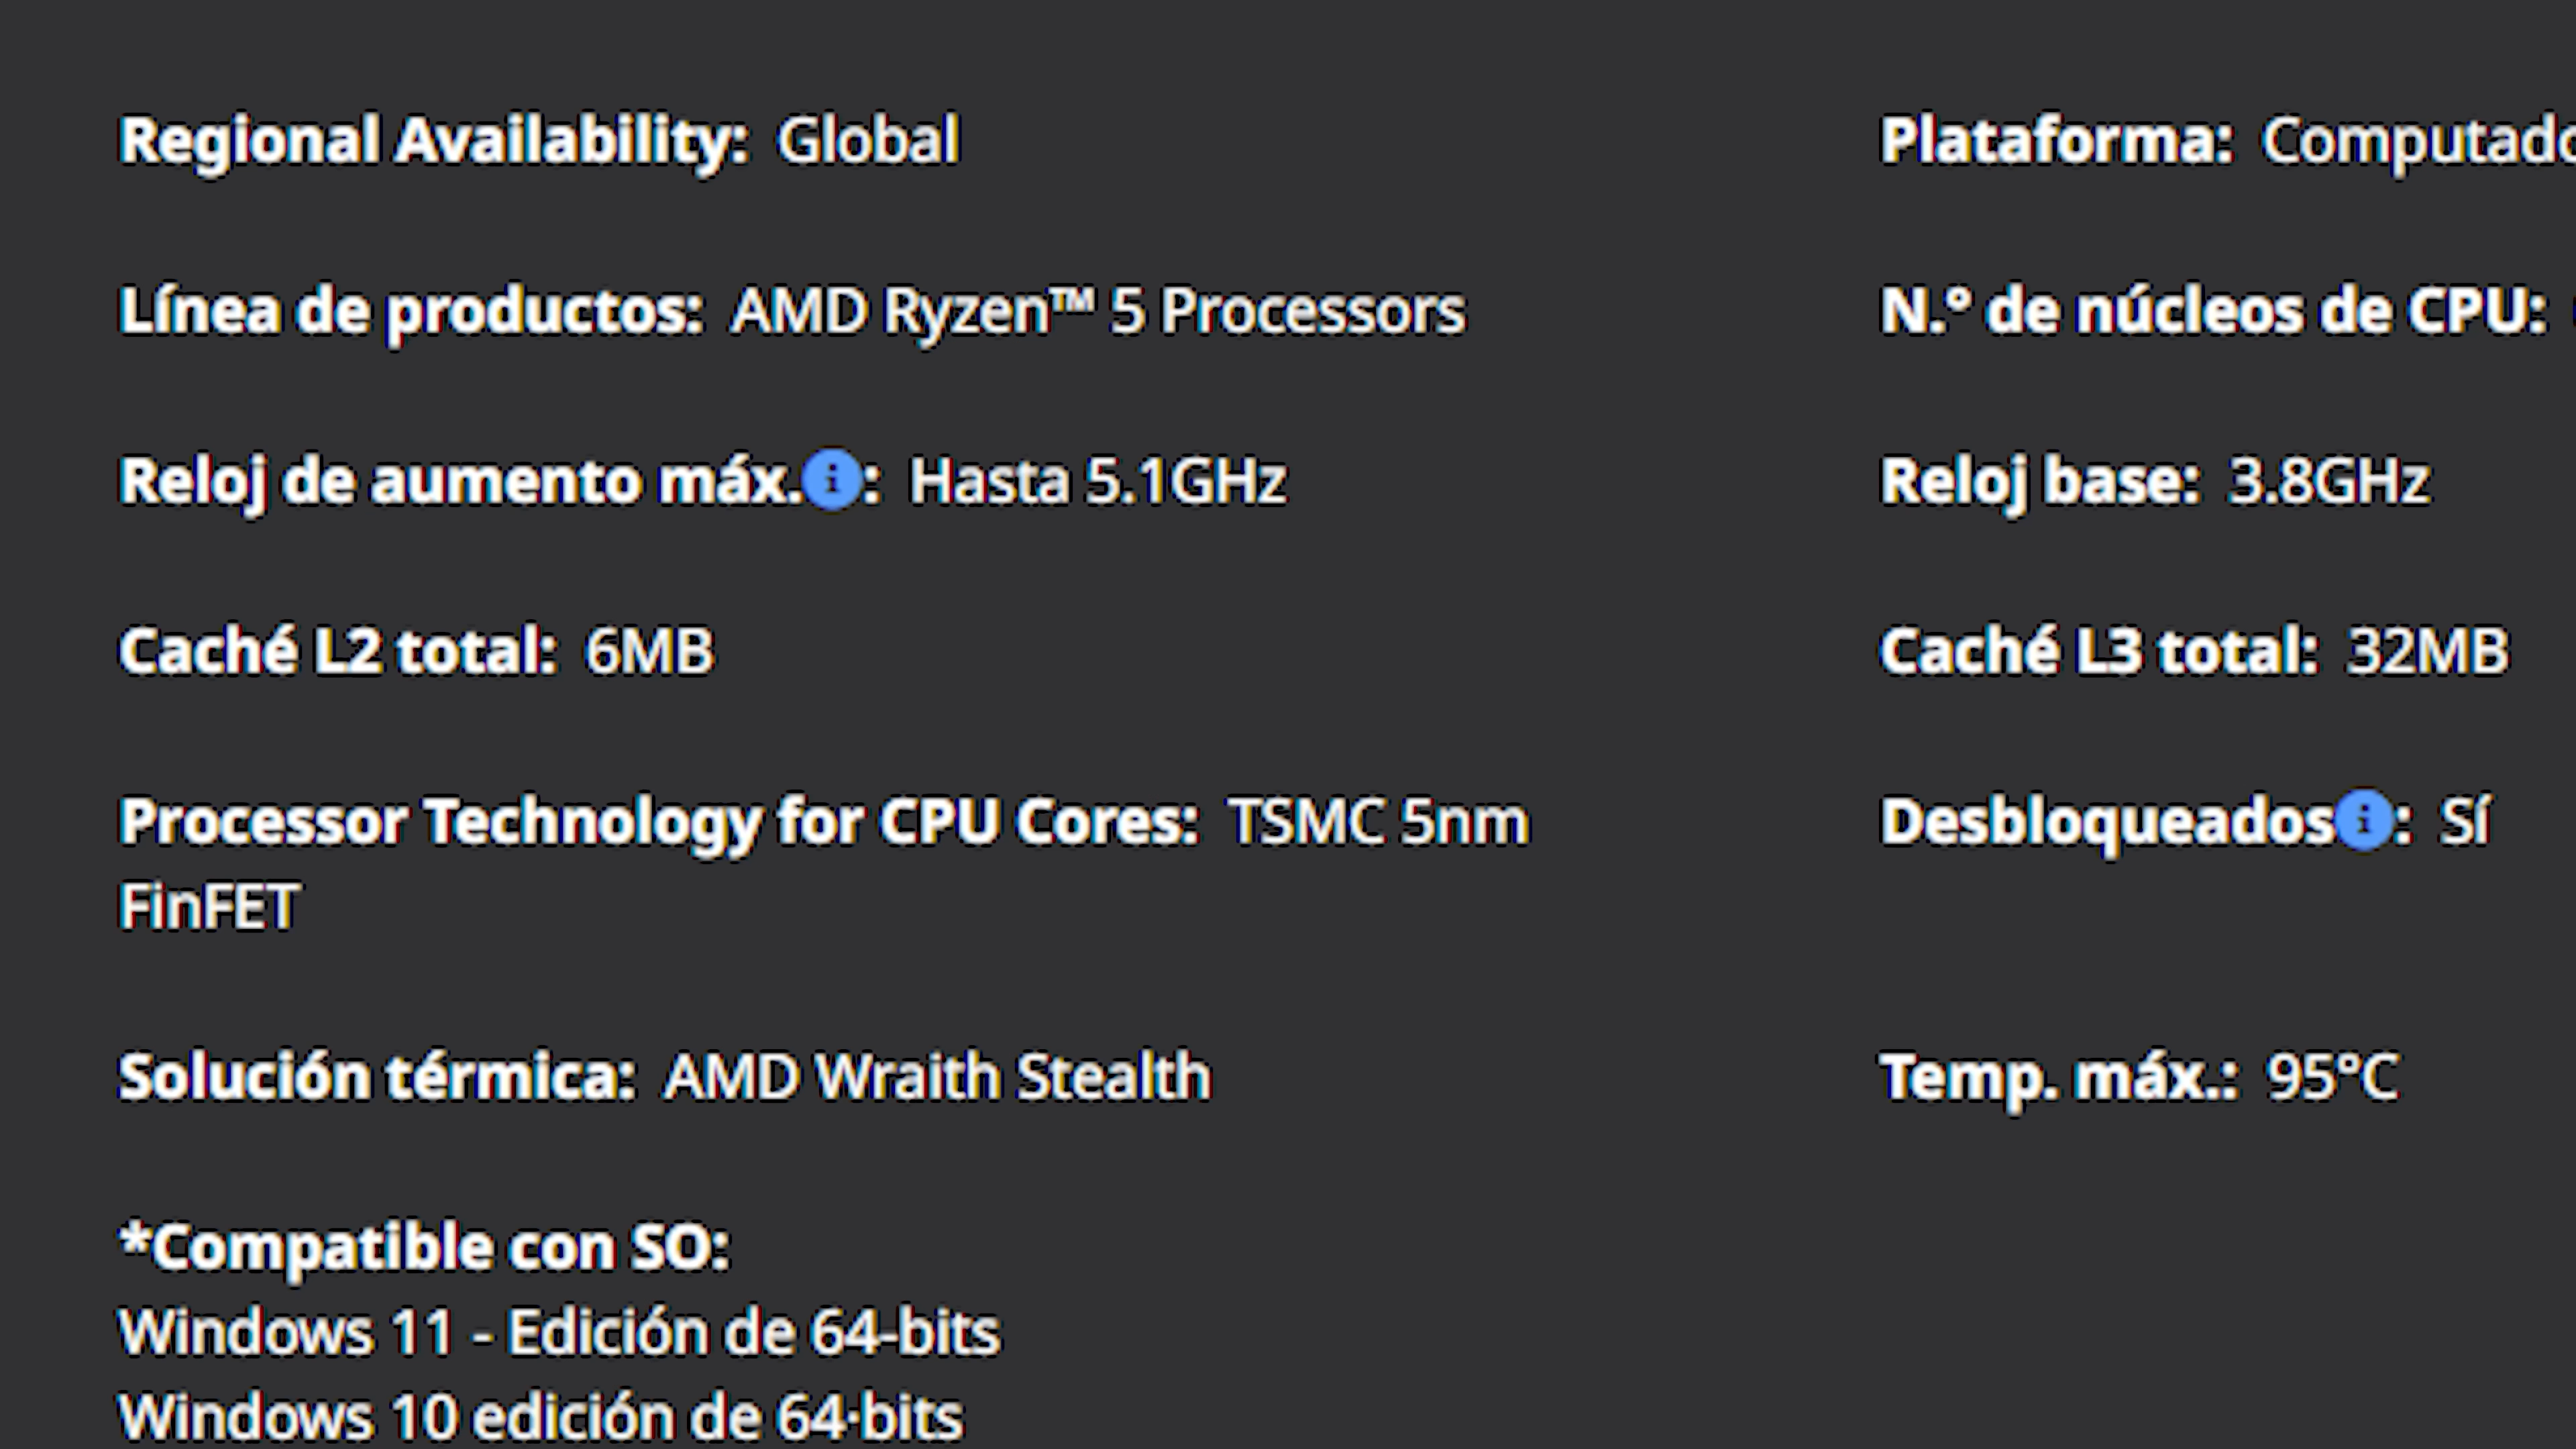 Regional Availability: Global
Plataforma:
Línea de productos: AMD Ryzen™ 5 Processors
N.º de núcleos de CPU:
Reloj de aumento máx.i: Hasta 5.1GHz
Reloj base: 3.8GHz
Caché L2 total: 6MB
Caché L3 total: 32MB
Processor Technology for CPU Cores: TSMC 5nm
FinFET
Desbloqueadosi: Sí
Solución térmica: AMD Wraith Stealth
Temp. máx.: 95°C
*Compatible con SO:
Windows 11 - Edición de 64-bits
Windows 10 edición de 64·bits